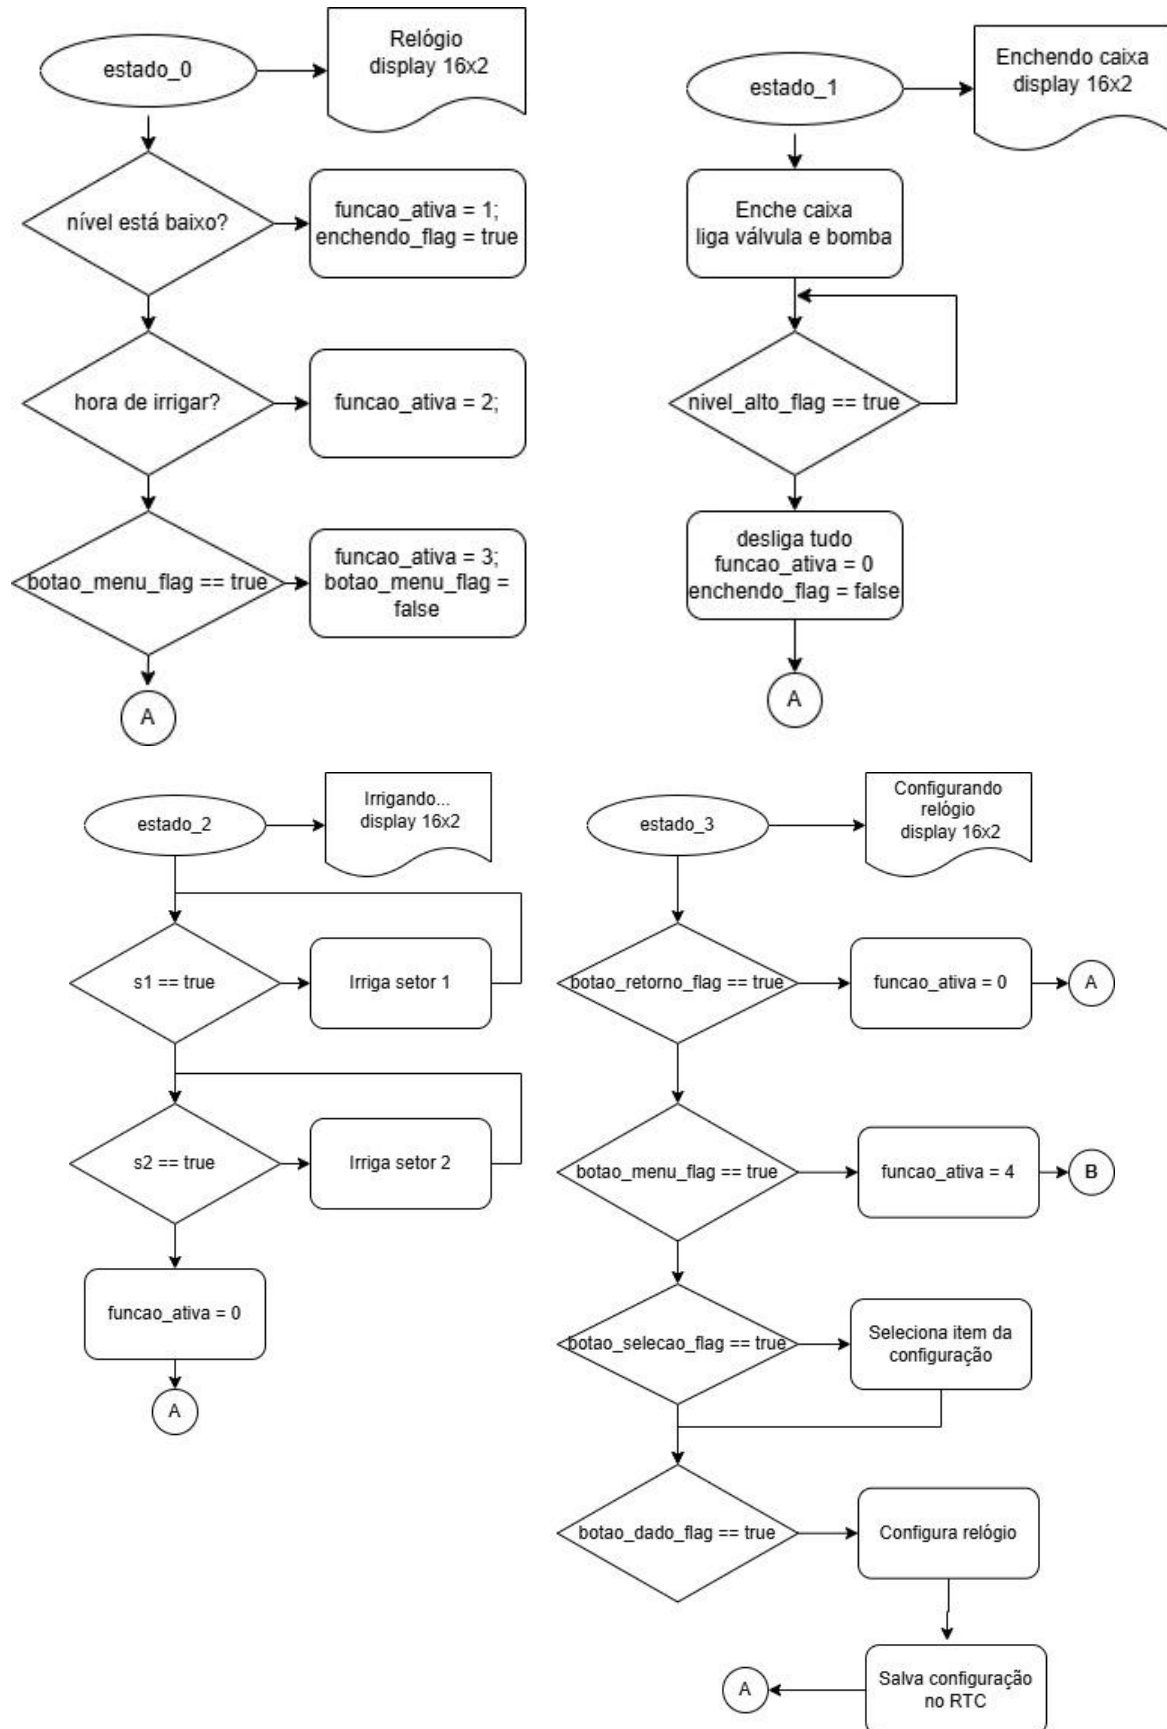 estado_0
Relógio
display 16x2
nível está baixo?
funcao_ativa = 1;
enchendo_flag = true
hora de irrigar?
funcao_ativa = 2;
botao_menu_flag == true
funcao_ativa = 3;
botao_menu_flag =
false
A
estado_1
Enchendo caixa
display 16x2
Enche caixa
liga válvula e bomba
nivel_alto_flag == true
desliga tudo
funcao_ativa = 0
enchendo_flag = false
A
estado_2
Irrigando...
display 16x2
s1 == true
Irriga setor 1
s2 == true
Irriga setor 2
funcao_ativa = 0
A
estado_3
Configurando
relógio
display 16x2
botao_retorno_flag == true
funcao_ativa = 0
A
botao_menu_flag == true
funcao_ativa = 4
B
botao_selecao_flag == true
Seleciona item da
configuração
botao_dado_flag == true
Configura relógio
Salva configuração
no RTC
A